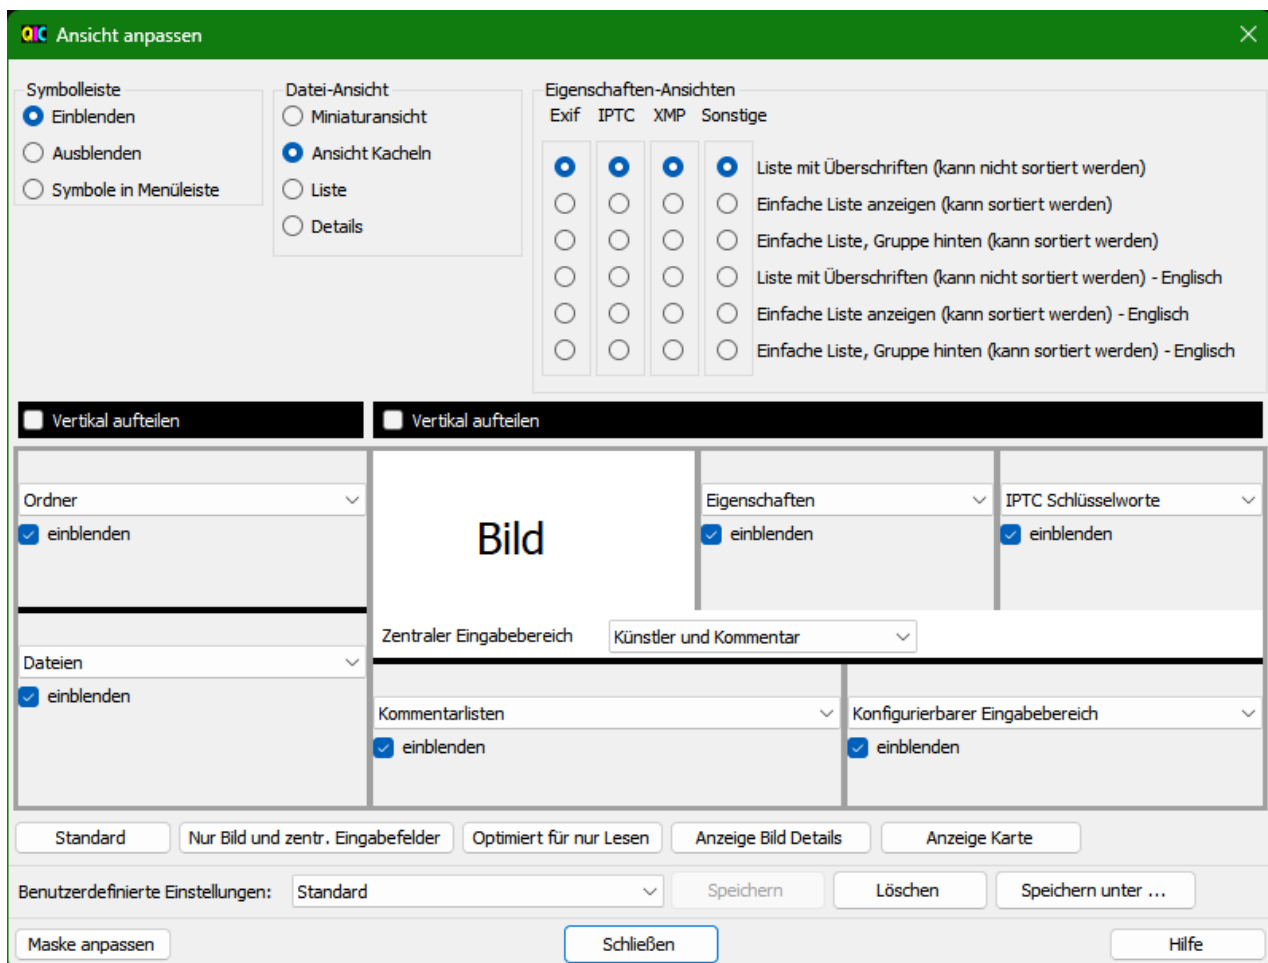 QIC Ansicht anpassen
Symbolleiste
Einblenden
Ausblenden
Symbole in Menüleiste
Datei-Ansicht
Miniaturansicht
Ansicht Kacheln
Liste
Details
Eigenschaften-Ansichten
Exif IPTC XMP Sonstige
Liste mit Überschriften (kann nicht sortiert werden)
Einfache Liste anzeigen (kann sortiert werden)
Einfache Liste, Gruppe hinten (kann sortiert werden)
Liste mit Überschriften (kann nicht sortiert werden) - Englisch
Einfache Liste anzeigen (kann sortiert werden) - Englisch
Einfache Liste, Gruppe hinten (kann sortiert werden) - Englisch
Vertikal aufteilen
Vertikal aufteilen
Ordner
einblenden
Dateien
einblenden
Bild
Eigenschaften
einblenden
IPTC Schlüsselworte
einblenden
Zentraler Eingabebereich Künstler und Kommentar
Kommentarlisten
einblenden
Konfigurierbarer Eingabebereich
einblenden
Standard Nur Bild und zentr. Eingabefelder Optimiert für nur Lesen Anzeige Bild Details Anzeige Karte
Benutzerdefinierte Einstellungen: Standard Speichern Löschen Speichern unter ...
Maske anpassen Schließen Hilfe